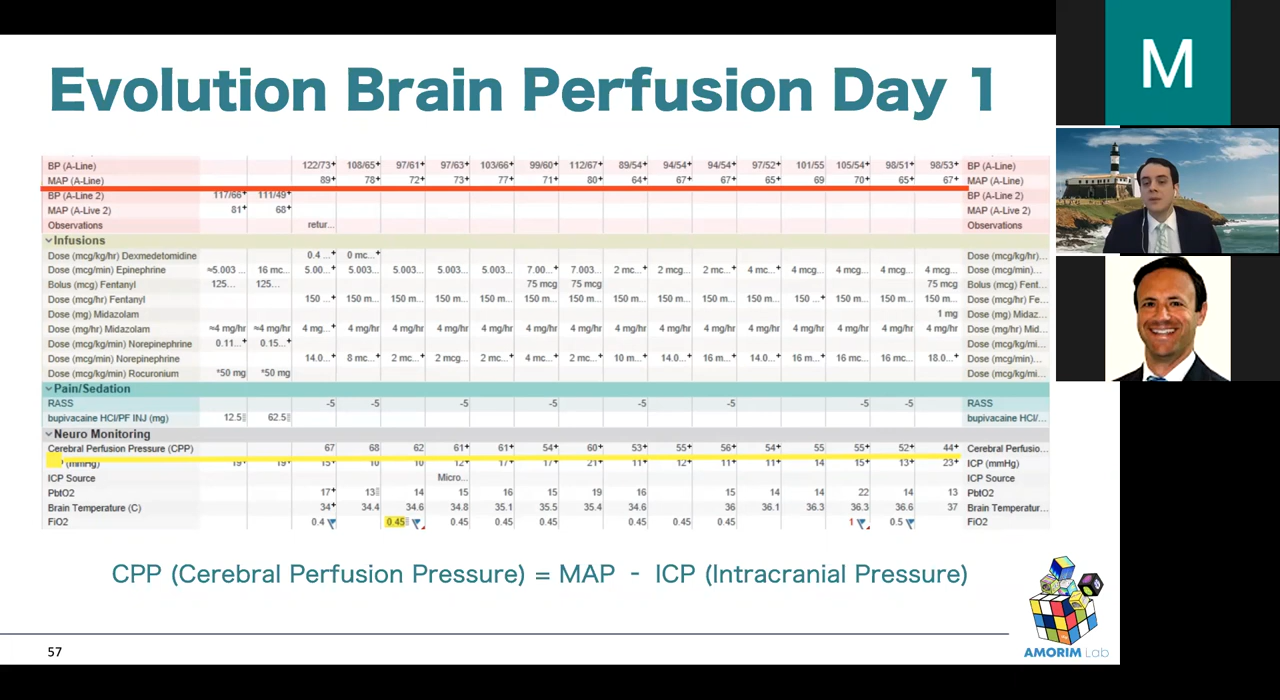 M
Evolution Brain Perfusion Day 1
BP (A-Line) 122/73+ 108/65+ 97/61+ 97/63+ 103/66+ 99/60+ 112/67+ 89/54+ 94/54+ 94/54+ 97/52+ 101/55 105/54+ 98/51+ 98/53+ BP (A-Line)
MAP (A-Line) 89+ 78+ 72+ 73+ 77+ 71+ 80+ 64+ 67+ 67+ 65+ 69 70+ 65+ 67+ MAP (A-Line)
BP (A-Line 2) 117/66+ 111/49+ BP (A-Line 2)
MAP (A-Live 2) 81+ 68+ MAP (A-Live 2)
Observations retur... Observations
Infusions
Dose (mcg/kg/hr) Dexmedetomidine 0.4 ...+ 0 mc...+ Dose (mcg/kg/hr)...
Dose (mcg/min) Epinephrine ≈5.003 ... 16 mc... 5.00...+ 5.003 5.003... 5.003... 5.003... 7.00...+ 7.003... 2 mc...+ 2 mcg... 2 mc...+ 4 mc...+ 4 mcg... 4 mcg... 4 mcg... 4 mcg...+ Dose (mcg/min)...
Bolus (mcg) Fentanyl 125... 125... 75 mcg 75 mcg 75 mcg Bolus (mcg) Fent...
Dose (mcg/hr) Fentanyl 150 ...+ 150 m... 150 m... 150 m... 150 m... 150 m... 150 m... 150 m... 150 m... 150 m... 150 m... 150 ...+ 150 m... 150 m... 150 m... Dose (mcg/hr) Fe...
Dose (mg) Midazolam 1 mg Dose (mg) Midaz...
Dose (mg/hr) Midazolam ≈4 mg/hr ≈4 mg/hr 4 mg...+ 4 mg/hr 4 mg/hr 4 mg/hr 4 mg/hr 4 mg/hr 4 mg/hr 4 mg/hr 4 mg/hr 4 mg/hr 4 mg/hr 4 mg/hr 4 mg/hr 4 mg/hr 4 mg/hr Dose (mg/hr) Mid...
Dose (mcg/kg/min) Norepinephrine 0.11...+ 0.15...+ Dose (mcg/kg/mi...
Dose (mcg/min) Norepinephrine 14.0...+ 8 mc...+ 2 mc...+ 2 mcg... 2 mc...+ 4 mc...+ 2 mc...+ 10 m...+ 14.0...+ 16 m...+ 14.0...+ 16 m...+ 16 mc... 16 mc... 18.0...+ Dose (mcg/min)...
Dose (mcg/kg/min) Rocuronium *50 mg *50 mg Dose (mcg/kg/mi...
Pain/Sedation
RASS -5 -5 -5 -5 -5 -5 -5 RASS
bupivacaine HCl/PF INJ (mg) 12.5 62.5 bupivacaine HCl/...
Neuro Monitoring
Cerebral Perfusion Pressure (CPP) 67 68 62 61+ 61+ 54+ 60+ 53+ 55+ 56+ 54+ 55 55+ 52+ 44+ Cerebral Perfusio...
(mmHg) 19+ 19+ 15+ 10 10 12+ 17+ 17+ 21+ 11+ 12+ 11+ 11+ 14 15+ 13+ 23+ ICP (mmHg)
ICP Source Micro... ICP Source
PbtO2 17+ 13 14 15 16 15 19 16 15 14 14 22 14 13 PbtO2
Brain Temperature (C) 34+ 34.4 34.6 34.8 35.1 35.5 35.4 34.6 36 36.1 36.3 36.3 36.6 37 Brain Temperatur...
FiO2 0.4 0.45 0.45 0.45 0.45 0.45 0.45 0.45 1 0.5 FiO2
CPP (Cerebral Perfusion Pressure) = MAP - ICP (Intracranial Pressure)
AMORIM Lab
57